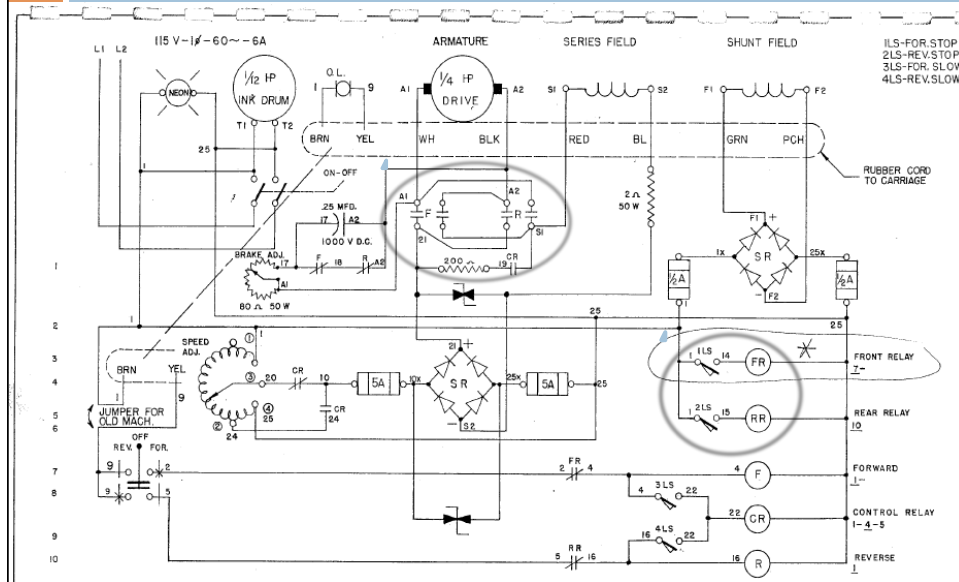 115 V-1ø-60~-6A
ARMATURE
SERIES FIELD
SHUNT FIELD
1LS-FOR.STOP
2LS-REV.STOP
3LS-FOR. SLOW
4LS-REV.SLOW
L1 L2
NEON
1/12 HP
INK DRUM
T1 T2
O.L.
1 9
A1 1/4 HP A2
DRIVE
S1 S2
F1 F2
BRN YEL WH BLK RED BL GRN PCH
25
1
ON-OFF
RUBBER CORD
TO CARRIAGE
1
.25 MFD.
17 A2
1000 V D.C.
A1 F A2 R
21 S1
2 Ω
50 W
F1 +
SR
1x 25x
- F2
1/2A 1/2A
1 25
BRAKE ADJ.
17 F 18 R A2
A1
80 Ω 50 W
200 Ω 19 CR
1
2
3
4
5
6
7
8
9
10
1 1
SPEED
ADJ.
BRN YEL
9
1
JUMPER FOR
OLD MACH.
① ③ 20 CR 10
④
25
② 24
CR
24
5A 10x
21 +
SR
- S2
25x 5A 25
1 1LS 14 FR
FRONT RELAY
7-
1 2LS 15 RR
REAR RELAY
10
OFF
REV. FOR.
9 2
9 5
FR
2 4
4 F
FORWARD
1-
3LS
4 22
22 CR
CONTROL RELAY
1-4-5
4LS
16 22
RR
5 16
16 R
REVERSE
1